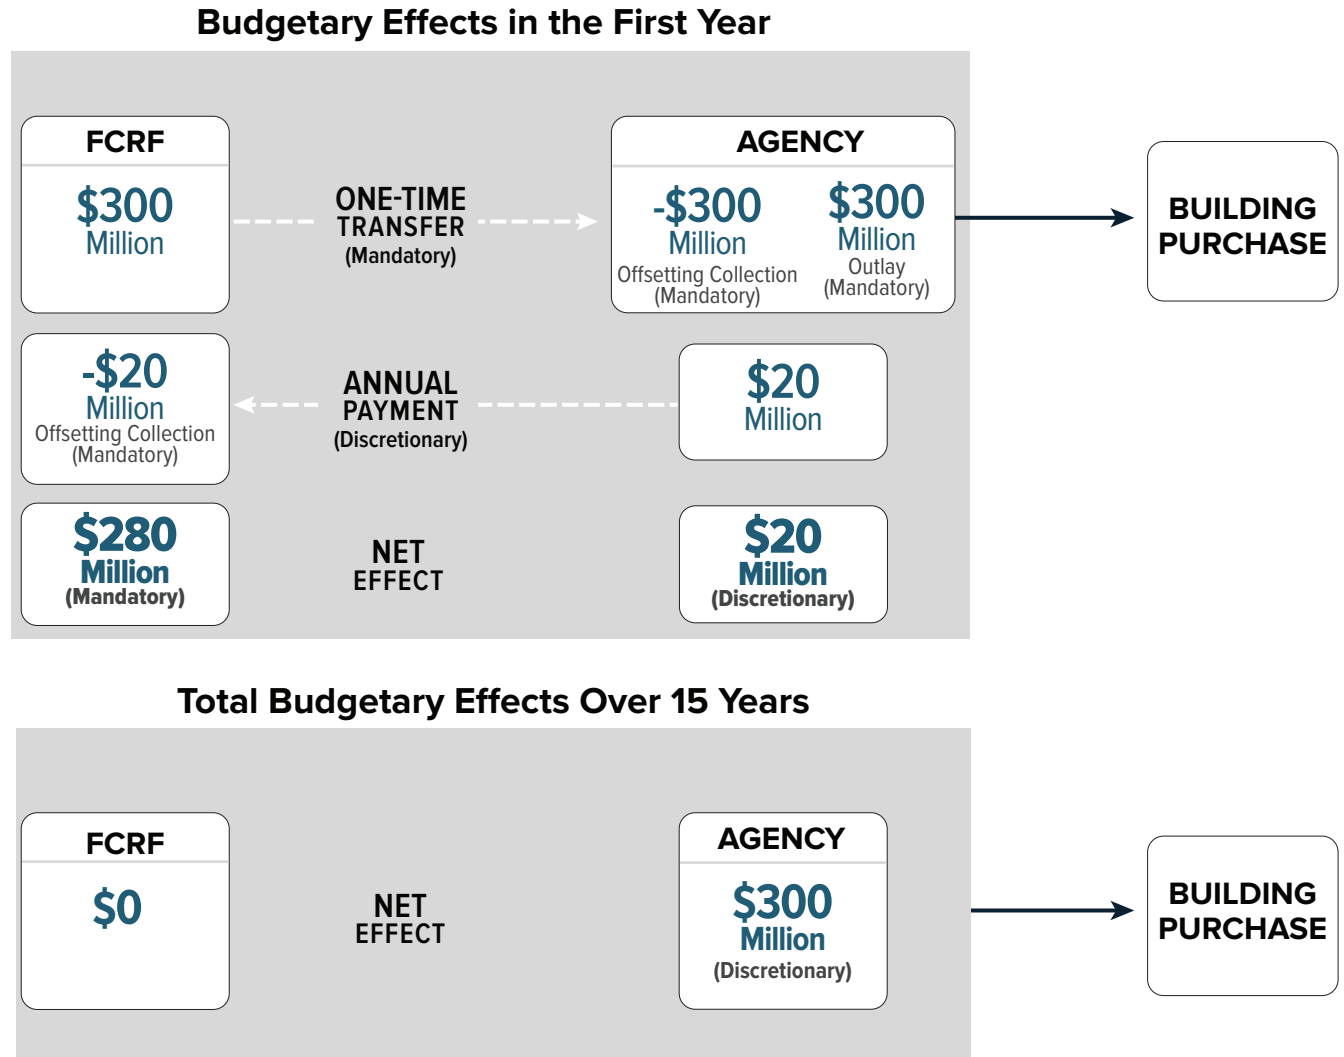 Budgetary Effects in the First Year
FCRF
$300
Million
ONE-TIME
TRANSFER
(Mandatory)
AGENCY
-$300
Million
Offsetting Collection
(Mandatory)
$300
Million
Outlay
(Mandatory)
BUILDING
PURCHASE
-$20
Million
Offsetting Collection
(Mandatory)
ANNUAL
PAYMENT
(Discretionary)
$20
Million
$280
Million
(Mandatory)
NET
EFFECT
$20
Million
(Discretionary)
Total Budgetary Effects Over 15 Years
FCRF
$0
NET
EFFECT
AGENCY
$300
Million
(Discretionary)
BUILDING
PURCHASE